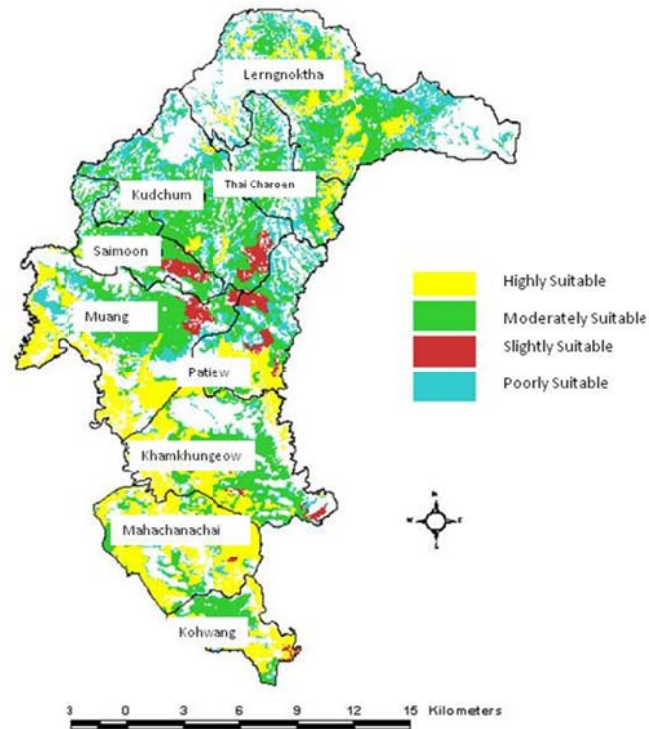 Lerngnoktha
Thai Charoen
Kudchum
Saimoon
Muang
Patiew
Khamkhungeow
Mahachanachai
Kohwang
Highly Suitable
Moderately Suitable
Slightly Suitable
Poorly Suitable
N
W E
S
3 0 3 6 9 12 15 Kilometers